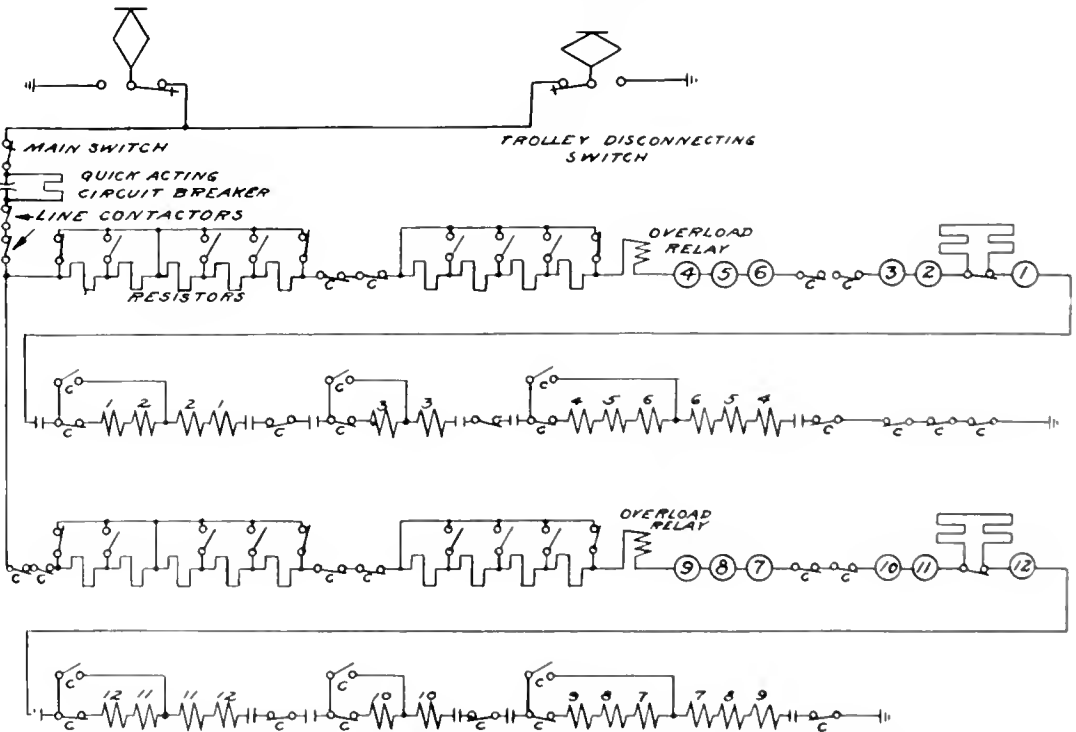 TROLLEY DISCONNECTING
SWITCH
MAIN SWITCH
QUICK ACTING
CIRCUIT BREAKER
LINE CONTACTORS
RESISTORS
C C
OVERLOAD
RELAY
4 5 6
C C
3 2
1
C C C
1 2 2 1
C C
3 3
C C
4 5 6 6 5 4
C C C C
C C
C C
OVERLOAD
RELAY
9 8 7
C C
10 11
12
C C C
12 11 11 12
C C
10 10
C C
9 8 7 7 8 9
C C